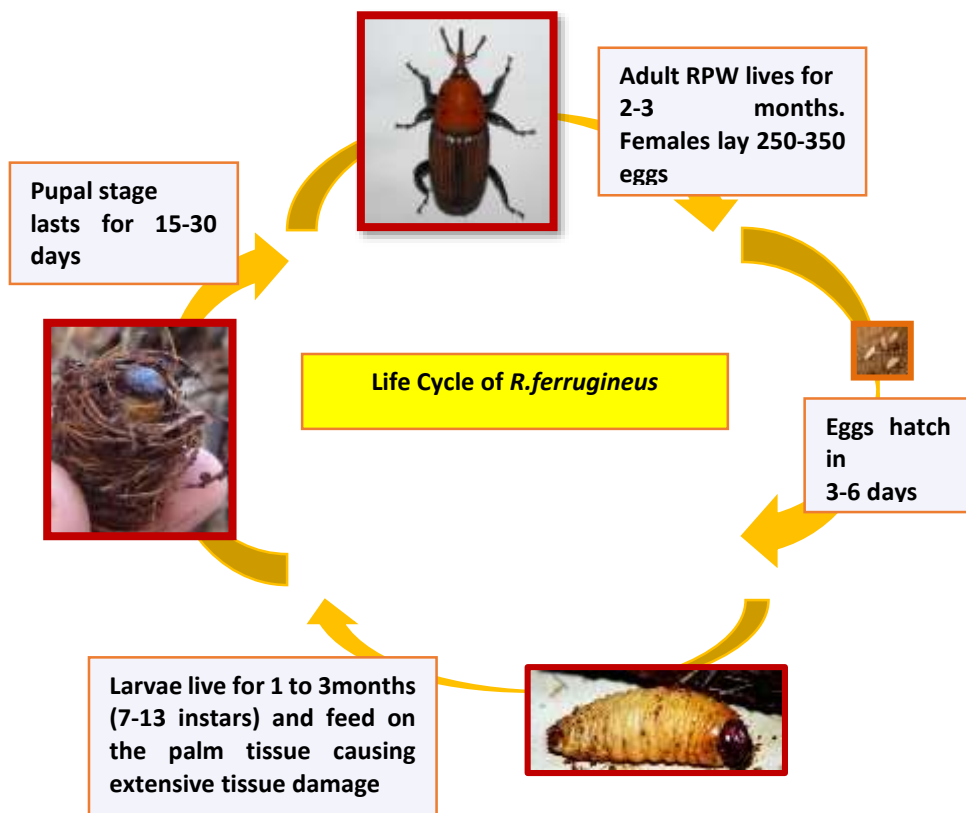 Adult RPW lives for
2-3 months.
Females lay 250-350
eggs
Pupal stage
lasts for 15-30
days
Life Cycle of R.ferrugineus
Eggs hatch
in
3-6 days
Larvae live for 1 to 3months
(7-13 instars) and feed on
the palm tissue causing
extensive tissue damage